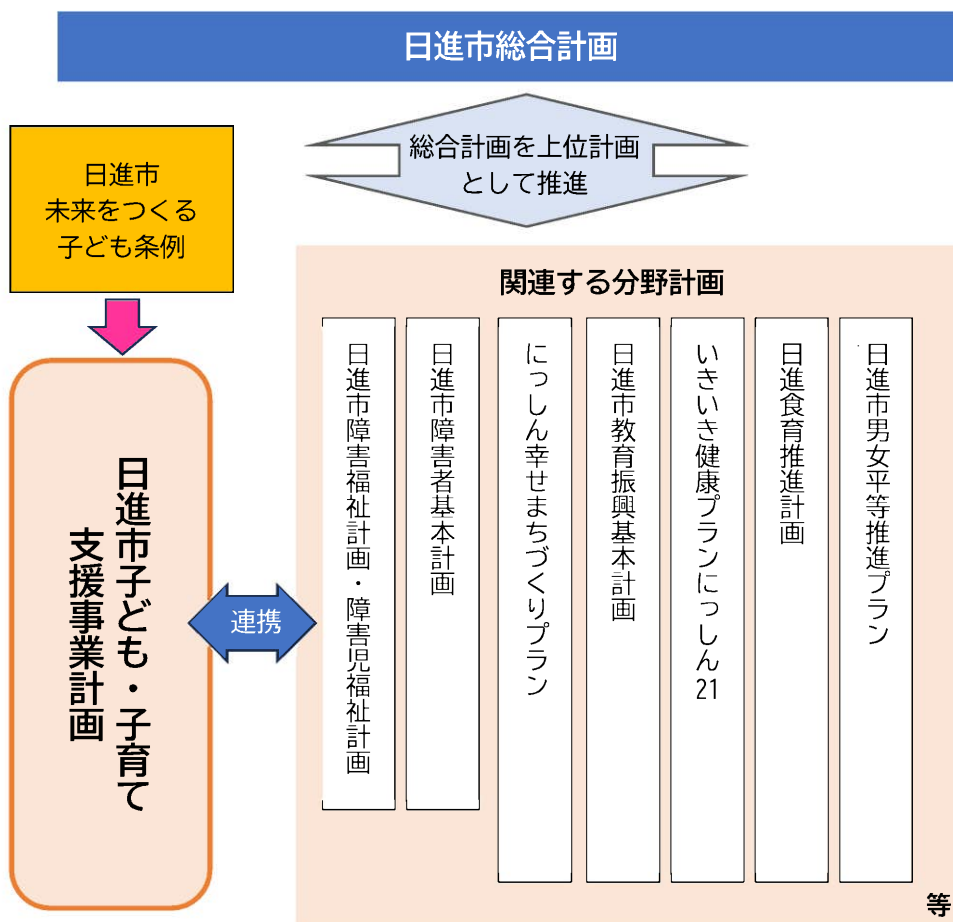 日進市総合計画
総合計画を上位計画
として推進
日進市
未来をつくる
子ども条例
関連する分野計画
日進市子ども・子育て
支援事業計画
連携
日進市障害福祉計画・障害児福祉計画
日進市障害者基本計画
にっしん幸せまちづくりプラン
日進市教育振興基本計画
いきいき健康プランにっしん21
日進食育推進計画
日進市男女平等推進プラン
等